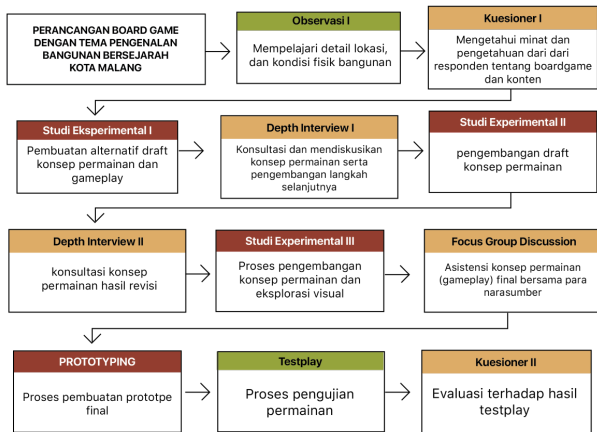 PERANCANGAN BOARD GAME
DENGAN TEMA PENGENALAN
BANGUNAN BERSEJARAH
KOTA MALANG
Observasi I
Mempelajari detail lokasi,
dan kondisi fisik bangunan
Kuesioner I
Mengetahui minat dan
pengetahuan dari dari
responden tentang boardgame
dan konten
Studi Eksperimental I
Pembuatan alternatif draft
konsep permainan dan
gameplay
Depth Interview I
Konsultasi dan mendiskusikan
konsep permainan serta
pengembangan langkah
selanjutnya
Studi Experimental II
pengembangan draft
konsep permainan
Depth Interview II
konsultasi konsep
permainan hasil revisi
Studi Experimental III
Proses pengembangan
konsep permainan dan
eksplorasi visual
Focus Group Discussion
Asistensi konsep permainan
(gameplay) final bersama para
narasumber
PROTOTYPING
Proses pembuatan prototpe
final
Testplay
Proses pengujian
permainan
Kuesioner II
Evaluasi terhadap hasil
testplay